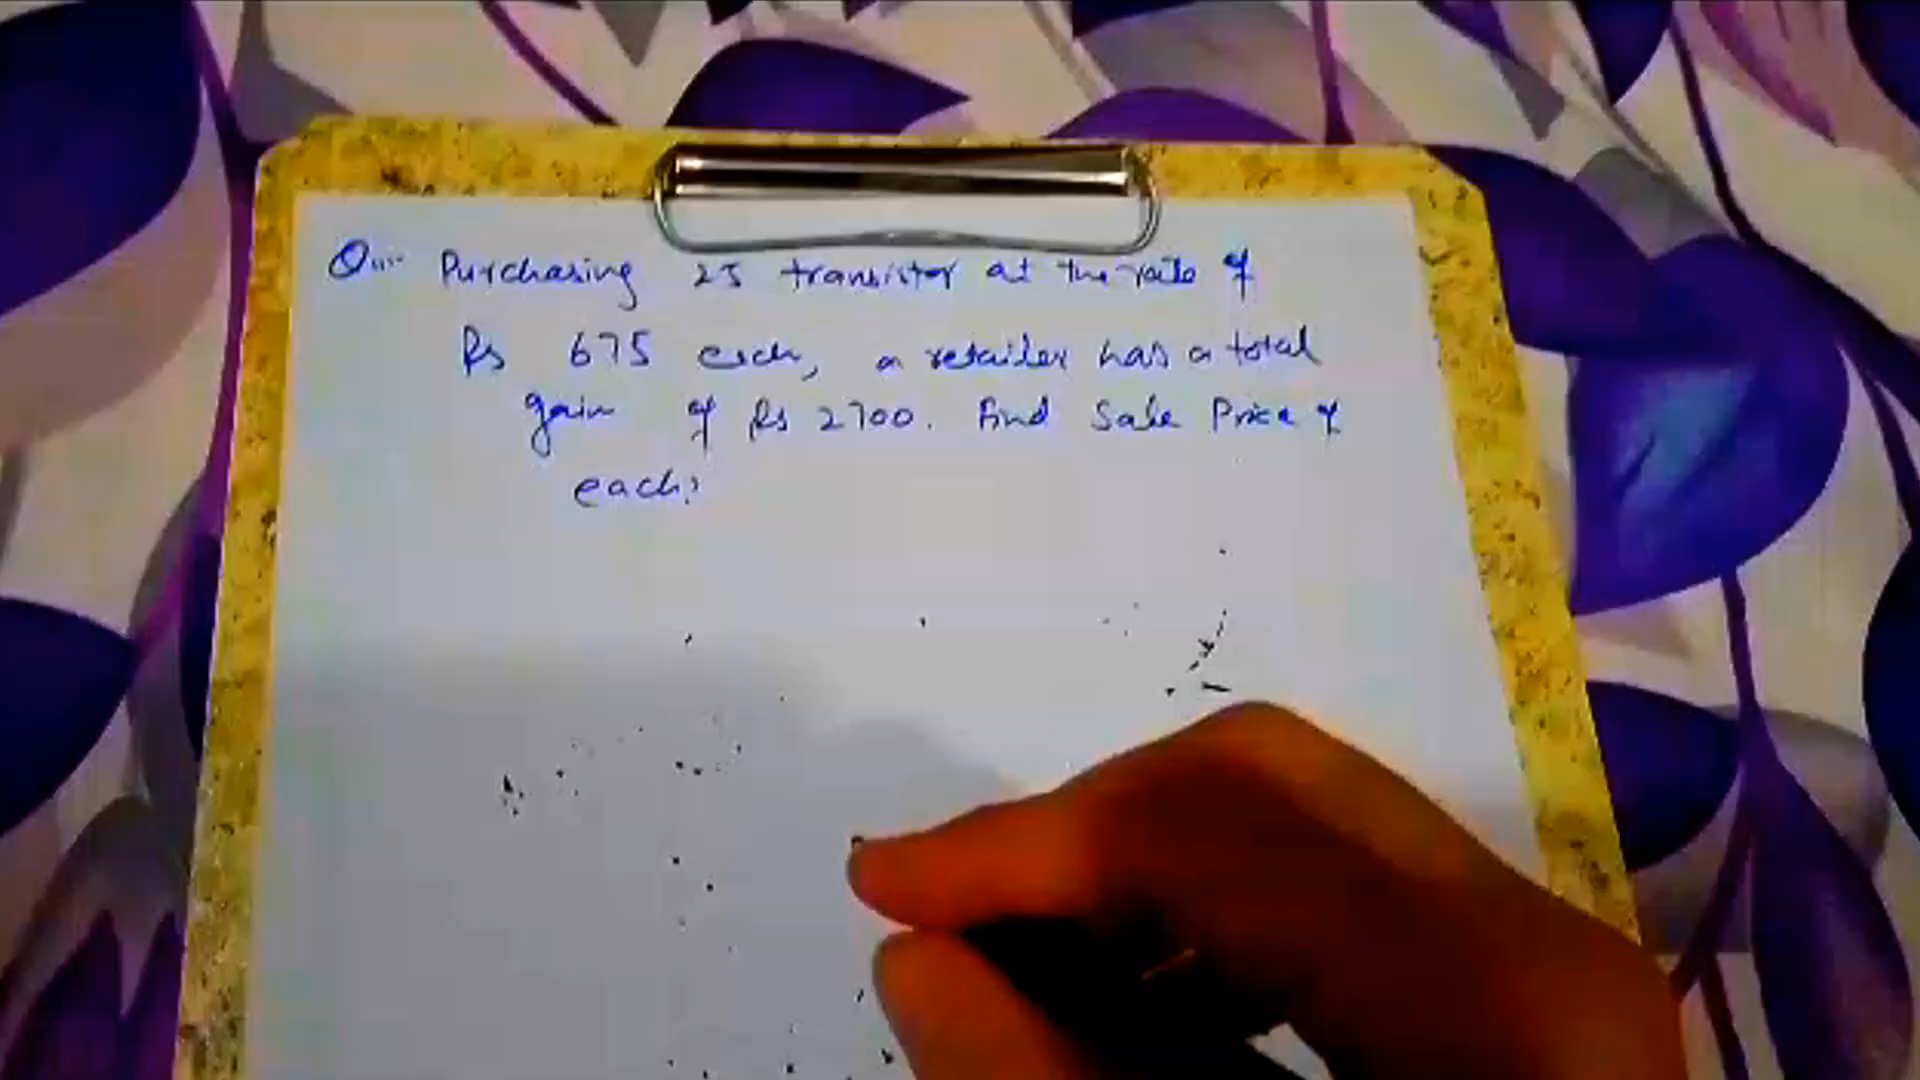 Q.... Purchasing 25 transistor at the rate of
Rs 675 each, a retailer has a total
gain of Rs 2700. Find Sale Price of
each?